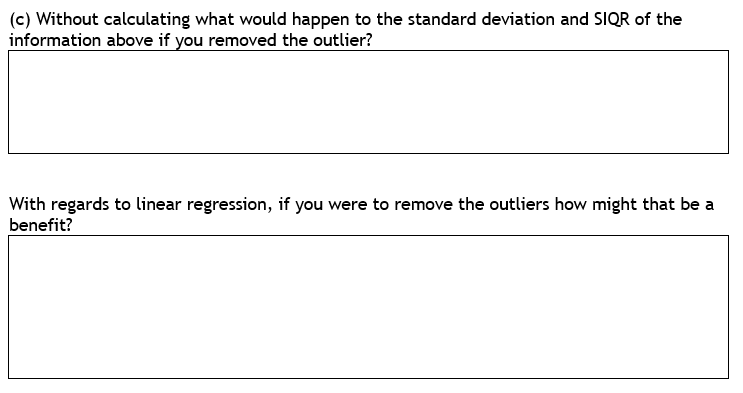 (c) Without calculating what would happen to the standard deviation and SIQR of the
information above if you removed the outlier?
With regards to linear regression, if you were to remove the outliers how might that be a
benefit?